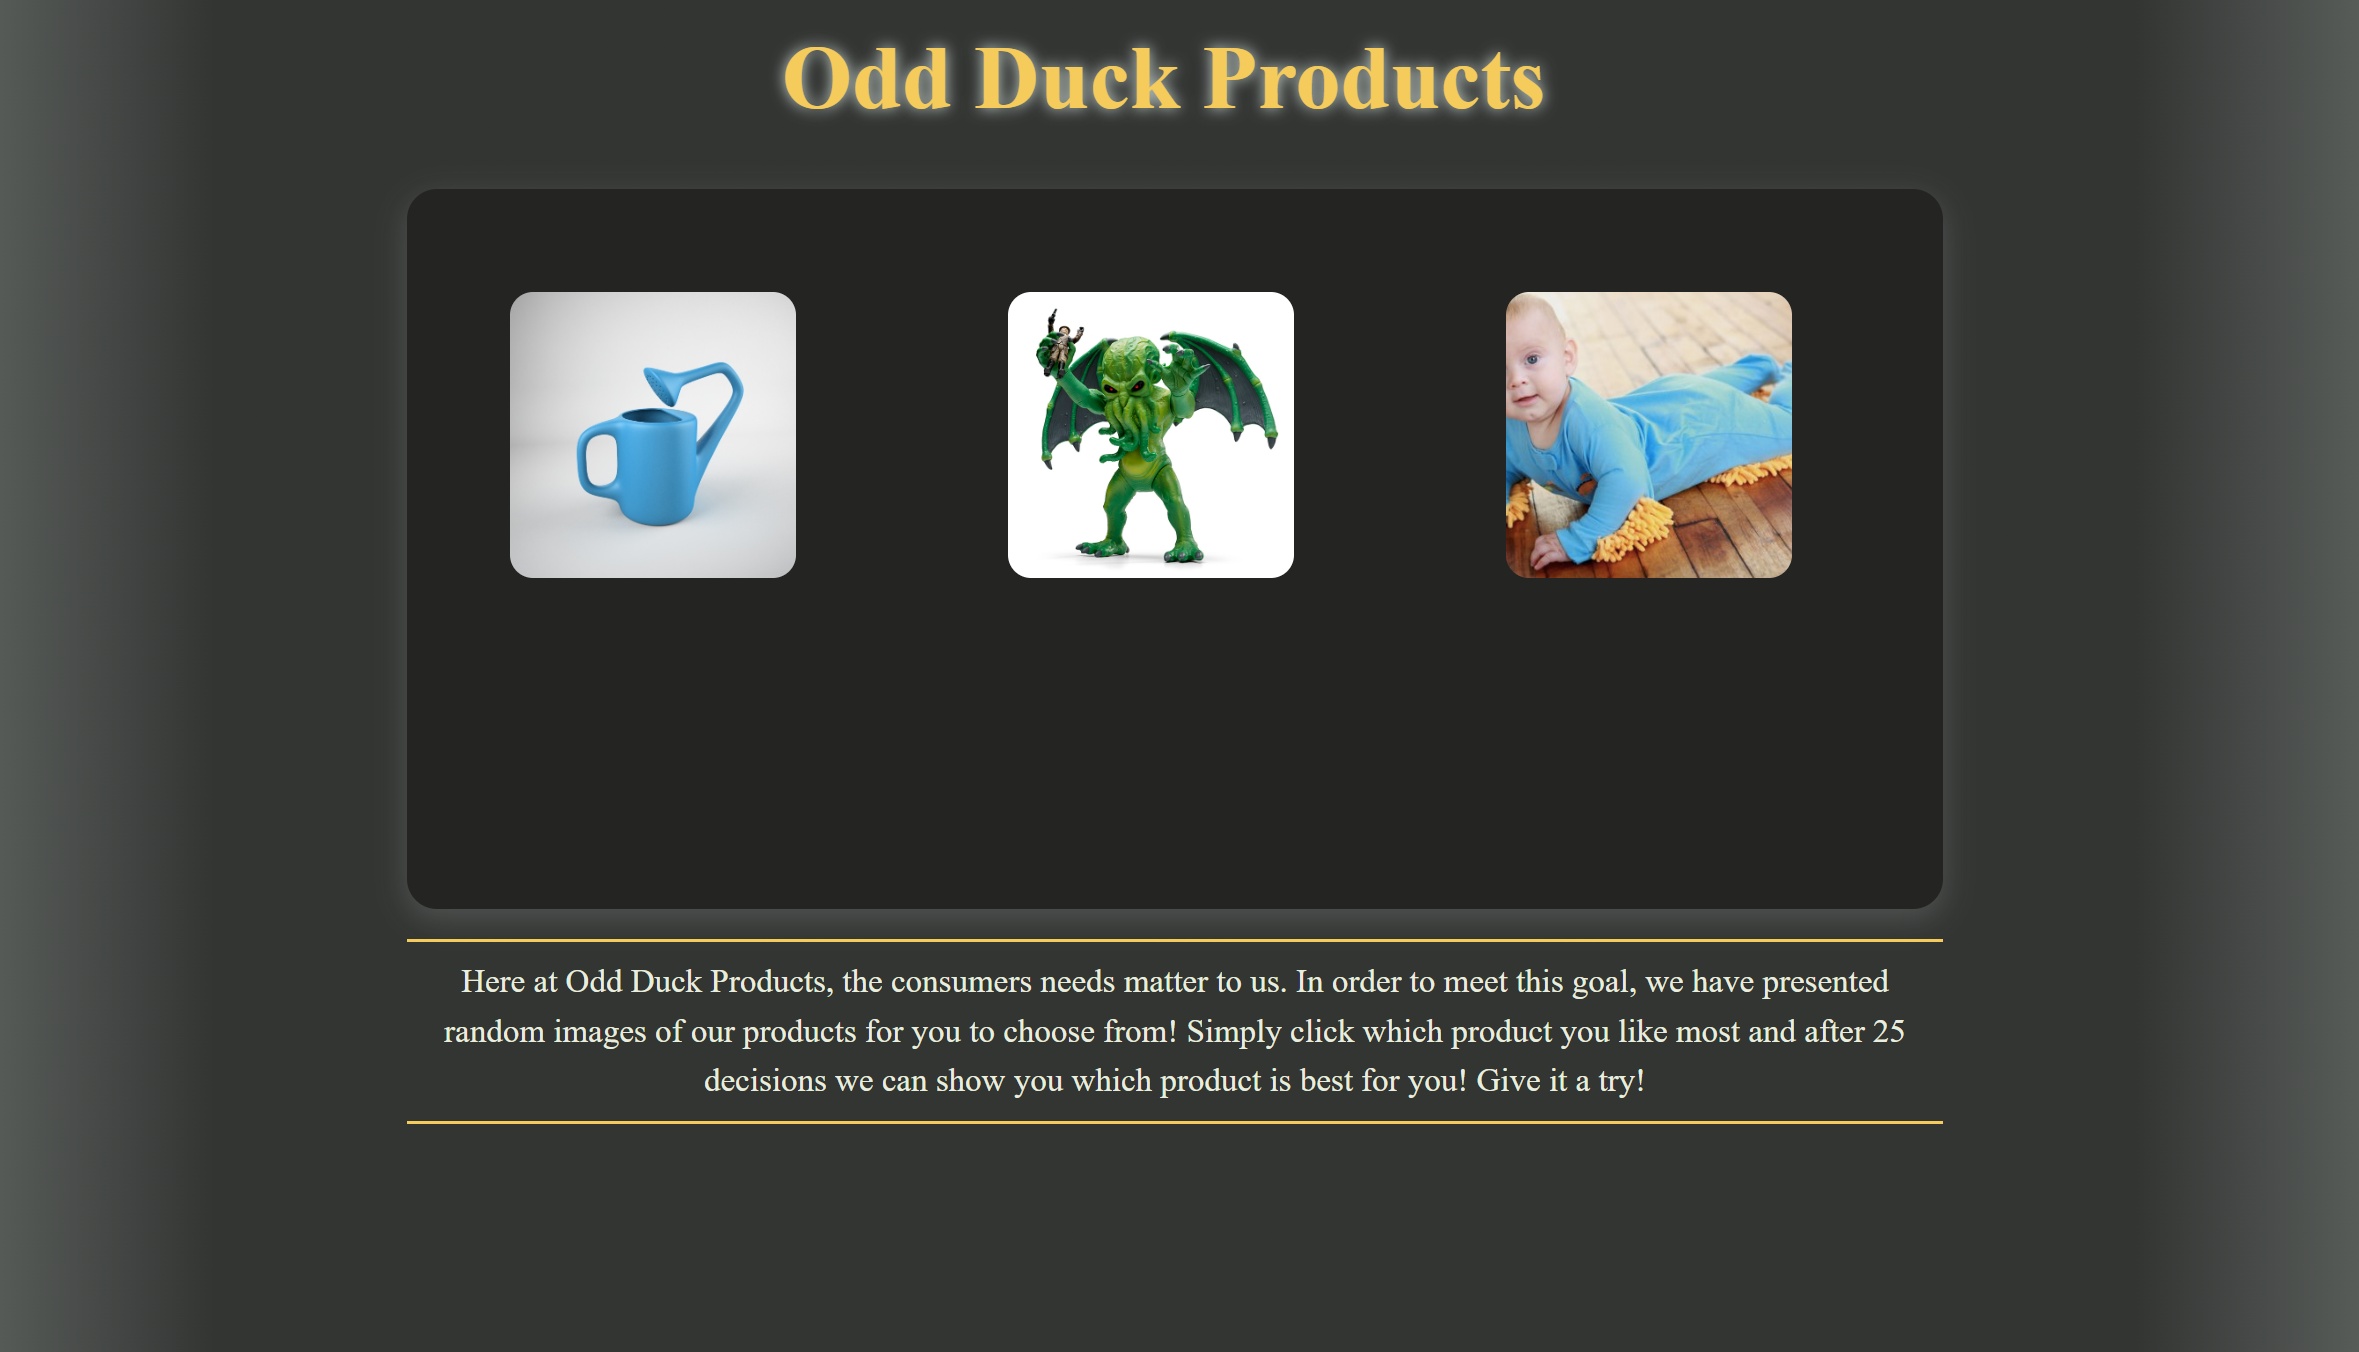 Odd Duck Products
Here at Odd Duck Products, the consumers needs matter to us. In order to meet this goal, we have presented
random images of our products for you to choose from! Simply click which product you like most and after 25
decisions we can show you which product is best for you! Give it a try!